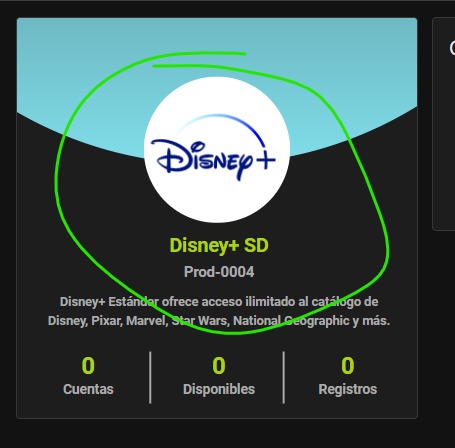 Disney+
Disney+ SD
Prod-0004
Disney+ Estándar ofrece acceso ilimitado al catálogo de
Disney, Pixar, Marvel, Star Wars, National Geographic y más.
0 0 0
Cuentas Disponibles Registros